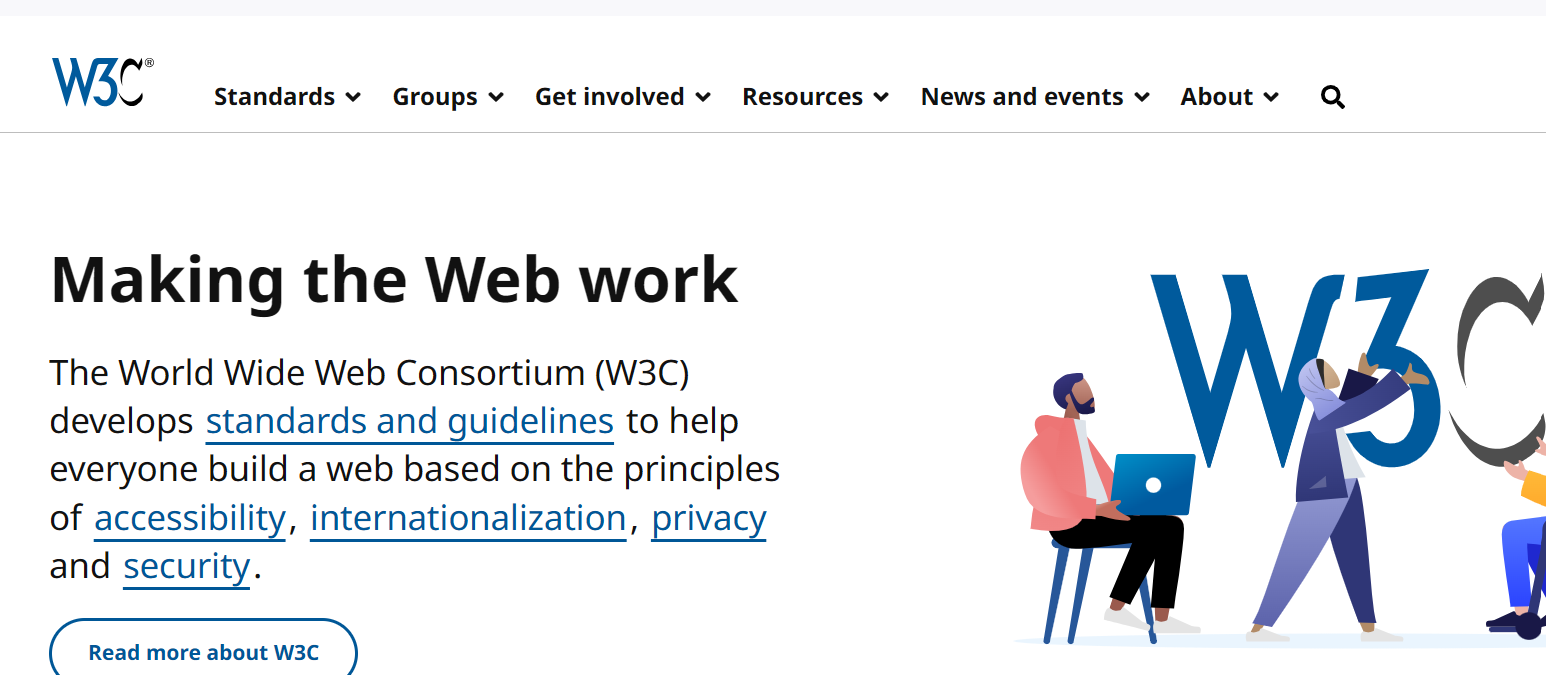 W3C®
Standards Groups Get involved Resources News and events About
Making the Web work
The World Wide Web Consortium (W3C)
develops standards and guidelines to help
everyone build a web based on the principles
of accessibility, internationalization, privacy
and security.
Read more about W3C
W3C